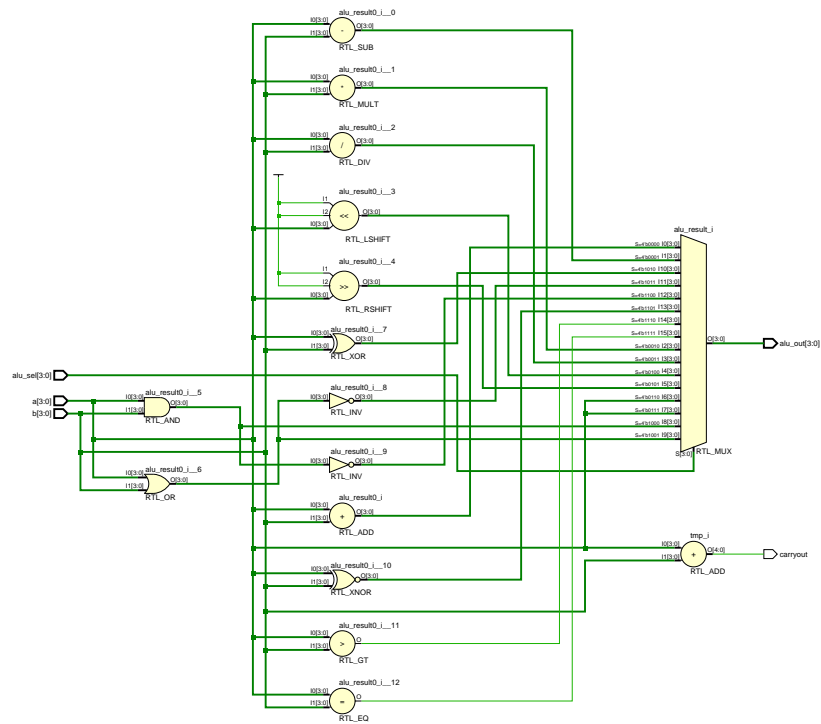 alu_result0_i__0
I0[3:0]
I1[3:0]
-
O[3:0]
RTL_SUB
alu_result0_i__1
I0[3:0]
I1[3:0]
*
O[3:0]
RTL_MULT
alu_result0_i__2
I0[3:0]
I1[3:0]
/
O[3:0]
RTL_DIV
alu_result0_i__3
I1
I2
I0[3:0]
<<
O[3:0]
RTL_LSHIFT
alu_result0_i__4
I1
I2
I0[3:0]
>>
O[3:0]
RTL_RSHIFT
alu_result0_i__7
I0[3:0]
I1[3:0]
O[3:0]
RTL_XOR
alu_sel[3:0]
a[3:0]
b[3:0]
alu_result0_i__5
I0[3:0]
I1[3:0]
O[3:0]
RTL_AND
alu_result0_i__6
I0[3:0]
I1[3:0]
O[3:0]
RTL_OR
alu_result0_i__8
I0[3:0]
O[3:0]
RTL_INV
alu_result0_i__9
I0[3:0]
O[3:0]
RTL_INV
alu_result0_i
I0[3:0]
I1[3:0]
+
O[3:0]
RTL_ADD
alu_result0_i__10
I0[3:0]
I1[3:0]
O[3:0]
RTL_XNOR
alu_result0_i__11
I0[3:0]
I1[3:0]
>
O
RTL_GT
alu_result0_i__12
I0[3:0]
I1[3:0]
=
O
RTL_EQ
alu_result_i
S=4'b0000 I0[3:0]
S=4'b0001 I1[3:0]
S=4'b1010 I10[3:0]
S=4'b1011 I11[3:0]
S=4'b1100 I12[3:0]
S=4'b1101 I13[3:0]
S=4'b1110 I14[3:0]
S=4'b1111 I15[3:0]
S=4'b0010 I2[3:0]
S=4'b0011 I3[3:0]
S=4'b0100 I4[3:0]
S=4'b0101 I5[3:0]
S=4'b0110 I6[3:0]
S=4'b0111 I7[3:0]
S=4'b1000 I8[3:0]
S=4'b1001 I9[3:0]
S[3:0]
RTL_MUX
O[3:0]
alu_out[3:0]
tmp_i
I0[3:0]
I1[3:0]
+
O[4:0]
RTL_ADD
carryout